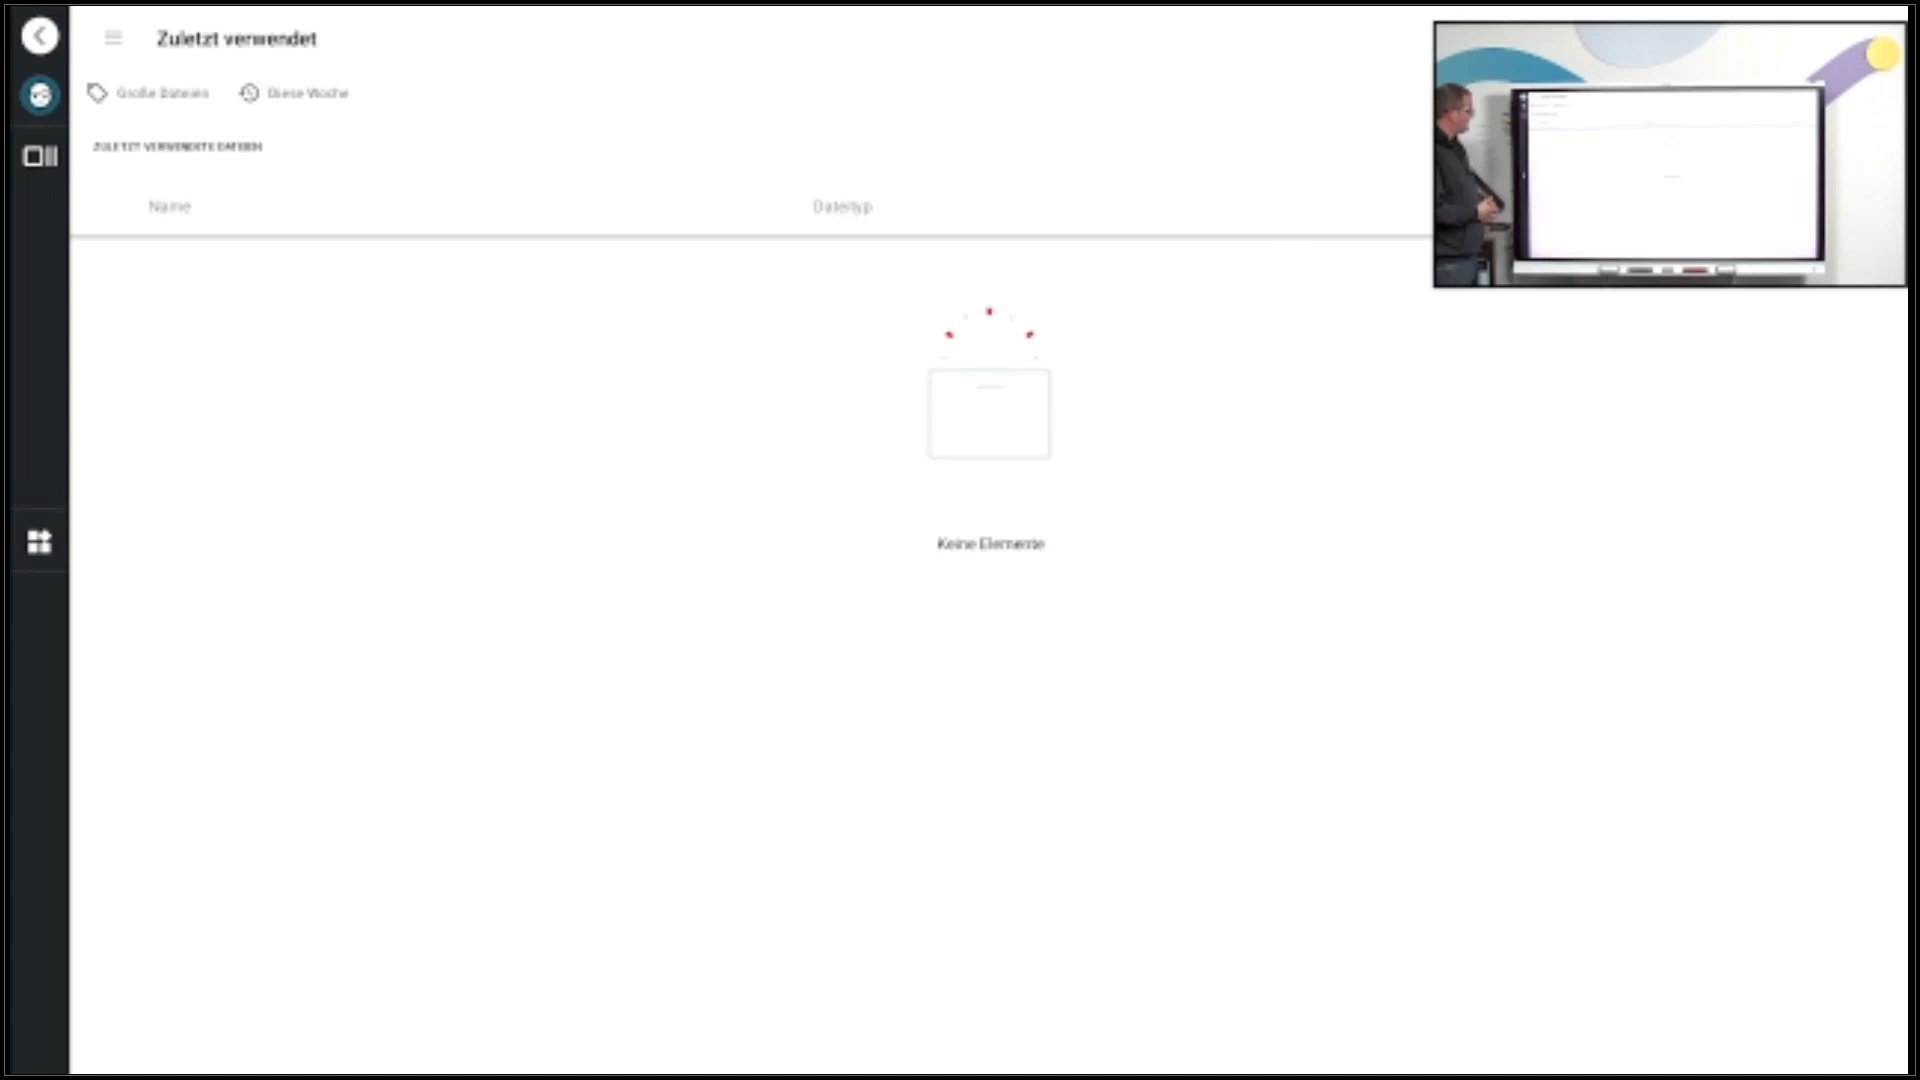 Zuletzt verwendet
Große Dateien
Diese Woche
ZULETZT VERWENDETE DATEIEN
Name
Dateityp
Keine Elemente